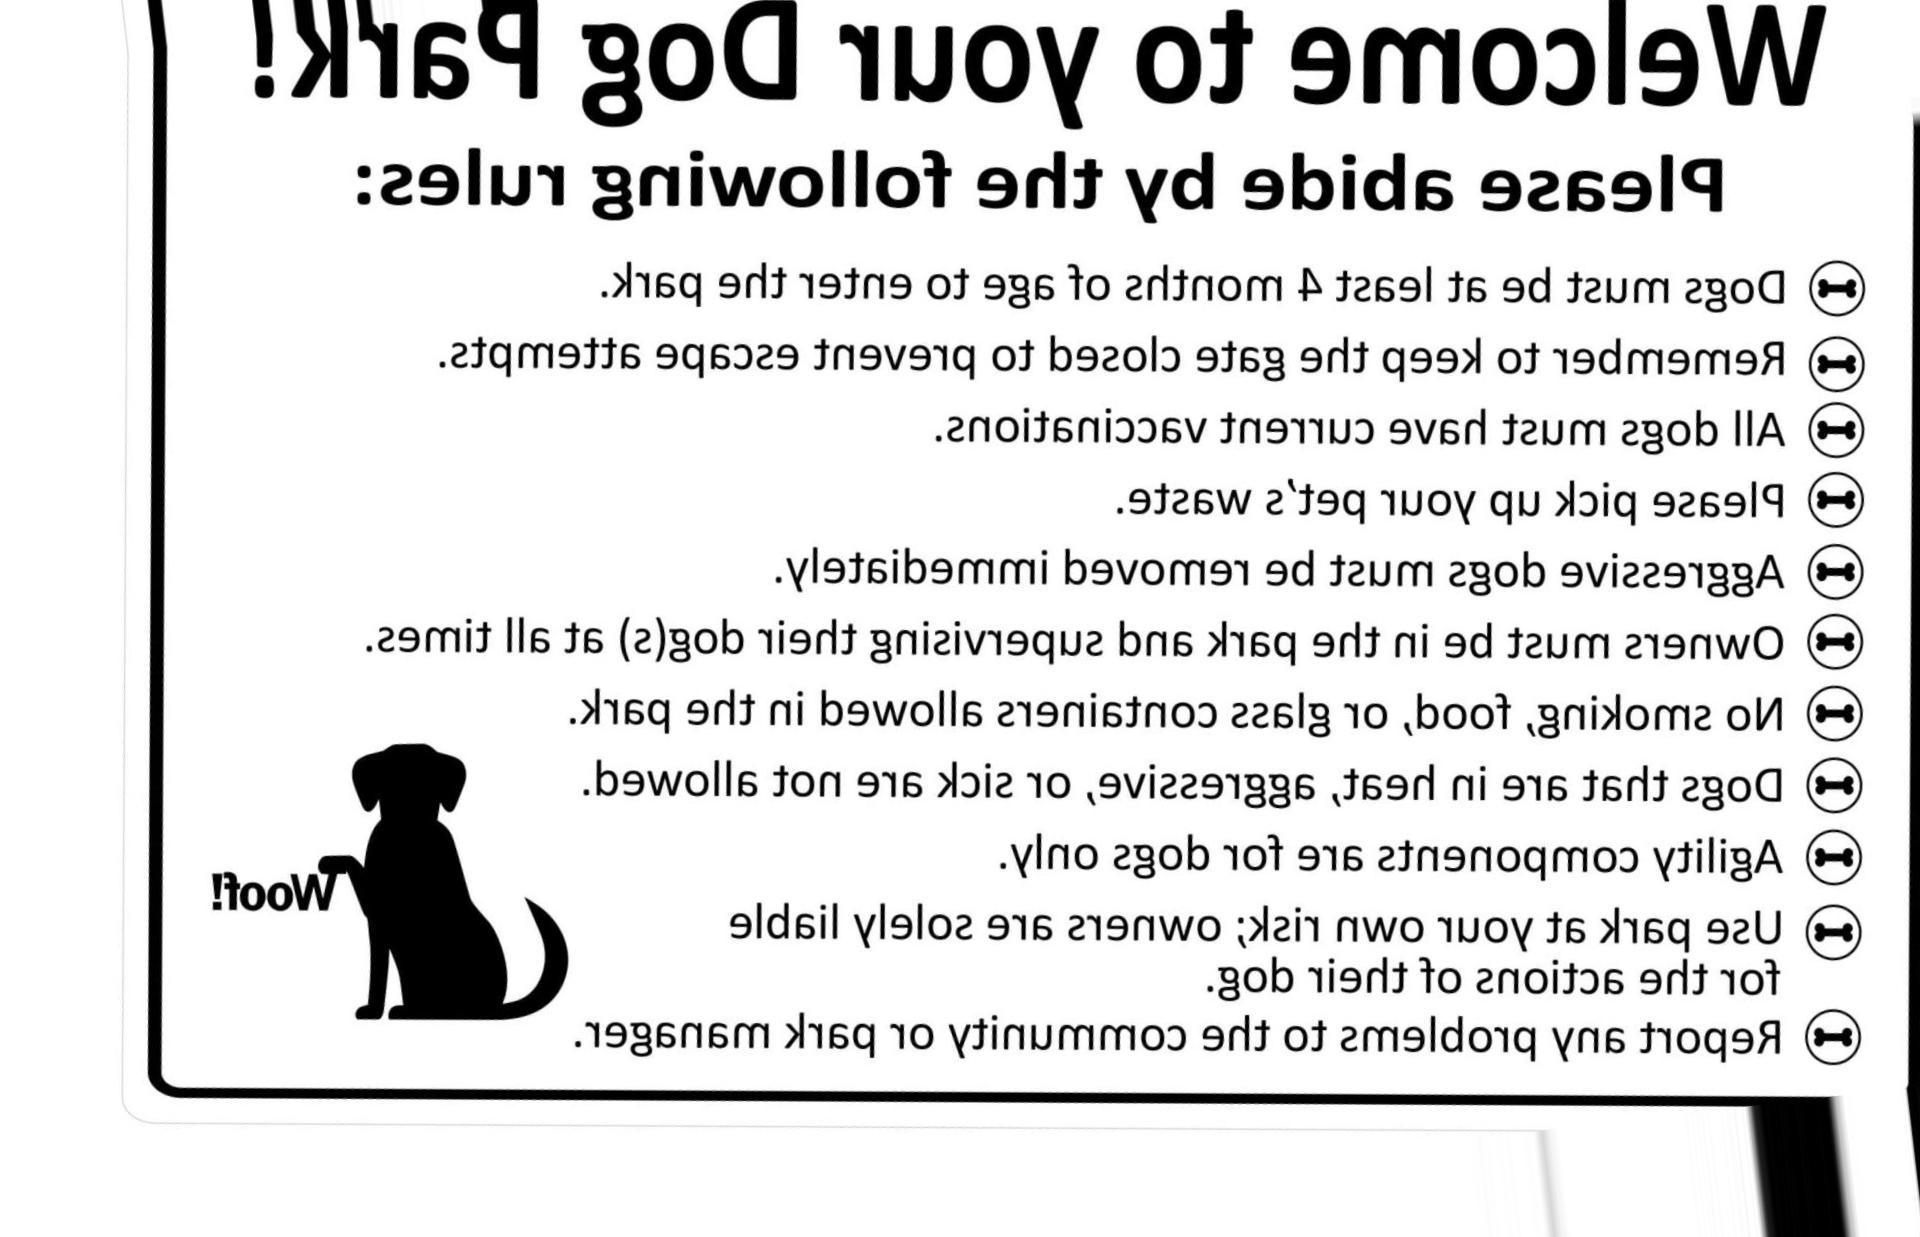 Welcome to your Dog Park!
Please abide by the following rules:
Dogs must be at least 4 months of age to enter the park.
Remember to keep the gate closed to prevent escape attempts.
All dogs must have current vaccinations.
Please pick up your pet's waste.
Aggressive dogs must be removed immediately.
Owners must be in the park and supervising their dog(s) at all times.
No smoking, food, or glass containers allowed in the park.
Dogs that are in heat, aggressive, or sick are not allowed.
Agility components are for dogs only.
Use park at your own risk; owners are solely liable
for the actions of their dog.
Report any problems to the community or park manager.
Woof!